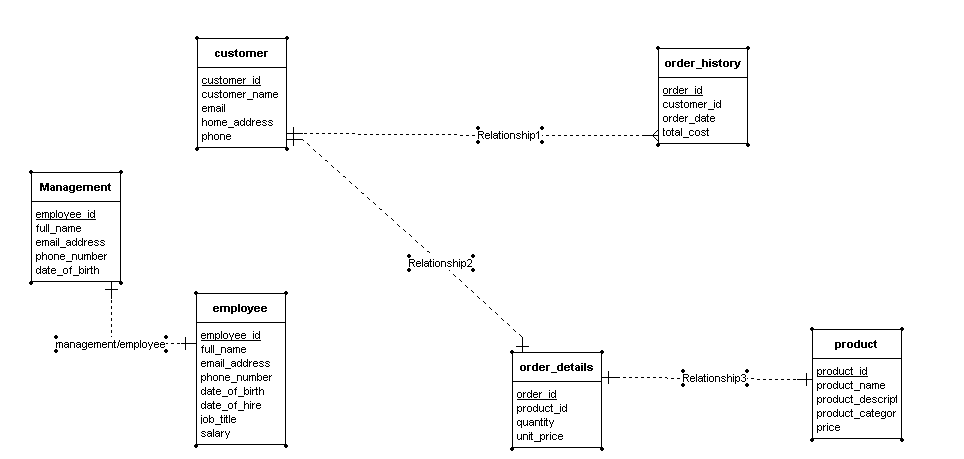 customer
customer_id
customer_name
email
home_address
phone
order_history
order_id
customer_id
order_date
total_cost
Relationship1
Management
employee_id
full_name
email_address
phone_number
date_of_birth
Relationship2
employee
employee_id
full_name
email_address
phone_number
date_of_birth
date_of_hire
job_title
salary
management/employee
order_details
order_id
product_id
quantity
unit_price
Relationship3
product
product_id
product_name
product_descript
product_categor
price